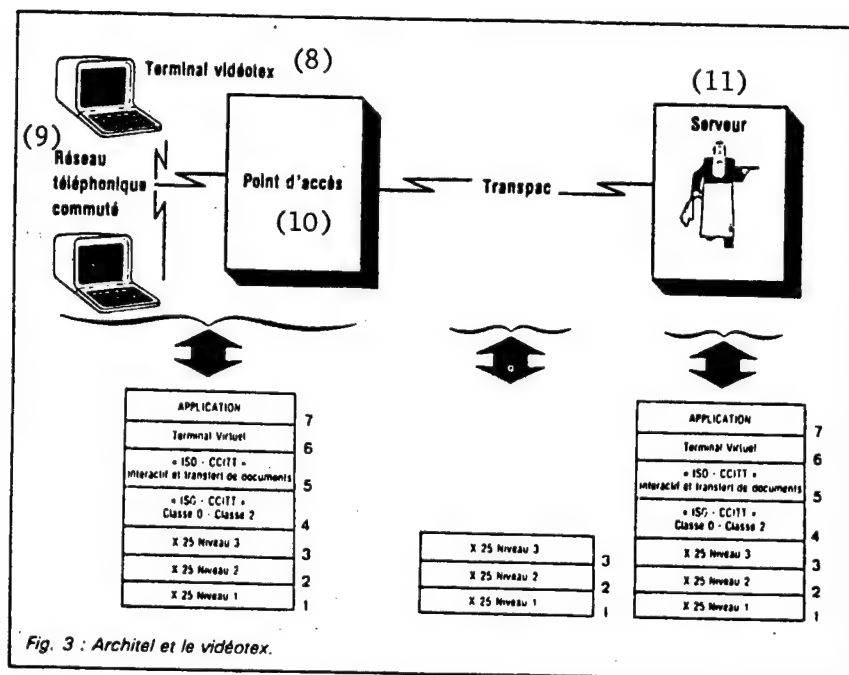 Terminal vidéotex (8)
(9)
Réseau
téléphonique
commuté
Point d'accès
(10)
Transpac
(11)
Serveur
APPLICATION 7
Terminal Virtuel 6
« ISO - CCITT »
Interactif et transfert de documents 5
« ISO - CCITT »
Classe 0 - Classe 2 4
X 25 Niveau 3 3
X 25 Niveau 2 2
X 25 Niveau 1 1
X 25 Niveau 3 3
X 25 Niveau 2 2
X 25 Niveau 1 1
APPLICATION 7
Terminal Virtuel 6
« ISO - CCITT »
Interactif et transfert de documents 5
« ISO - CCITT »
Classe 0 - Classe 2 4
X 25 Niveau 3 3
X 25 Niveau 2 2
X 25 Niveau 1 1
Fig. 3 : Architel et le vidéotex.